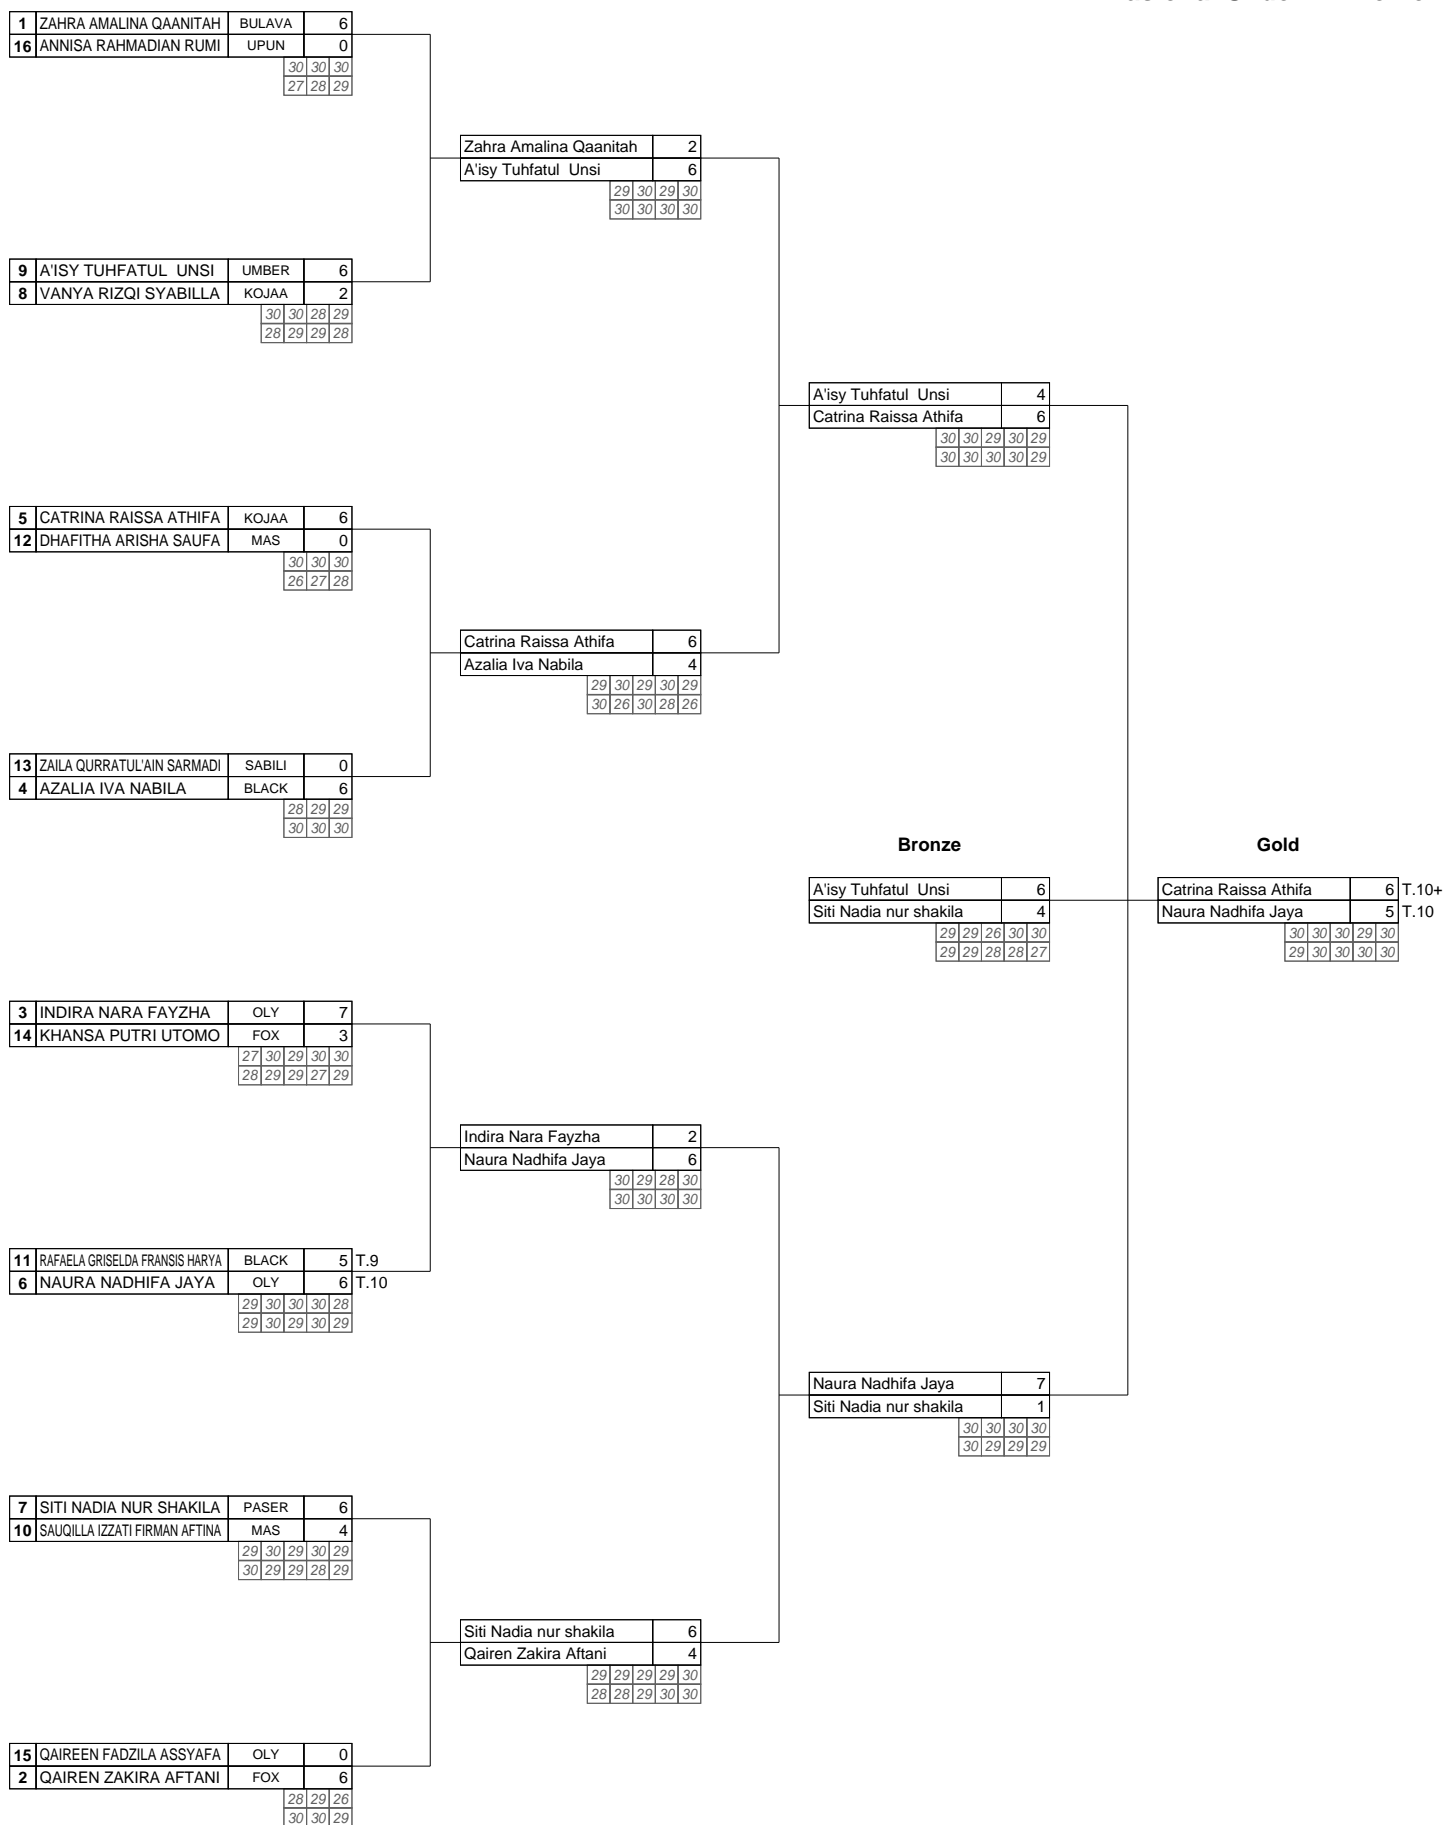 1 ZAHRA AMALINA QAANITAH BULAVA 6
16 ANNISA RAHMADIAN RUMI UPUN 0
30 30 30
27 28 29
Zahra Amalina Qaanitah 2
A'isy Tuhfatul Unsi 6
29 30 29 30
30 30 30 30
9 A'ISY TUHFATUL UNSI UMBER 6
8 VANYA RIZQI SYABILLA KOJAA 2
30 30 28 29
28 29 29 28
A'isy Tuhfatul Unsi 4
Catrina Raissa Athifa 6
30 30 29 30 29
30 30 30 30 29
5 CATRINA RAISSA ATHIFA KOJAA 6
12 DHAFITHA ARISHA SAUFA MAS 0
30 30 30
26 27 28
Catrina Raissa Athifa 6
Azalia Iva Nabila 4
29 30 29 30 29
30 26 30 28 26
13 ZAILA QURRATUL'AIN SARMADI SABILI 0
4 AZALIA IVA NABILA BLACK 6
28 29 29
30 30 30
Bronze Gold
A'isy Tuhfatul Unsi 6 Catrina Raissa Athifa 6 T.10+
Siti Nadia nur shakila 4 Naura Nadhifa Jaya 5 T.10
29 29 26 30 30 30 30 30 29 30
29 29 28 28 27 29 30 30 30 30
3 INDIRA NARA FAYZHA OLY 7
14 KHANSA PUTRI UTOMO FOX 3
27 30 29 30 30
28 29 29 27 29
Indira Nara Fayzha 2
Naura Nadhifa Jaya 6
30 29 28 30
30 30 30 30
11 RAFAELA GRISELDA FRANSIS HARYA BLACK 5 T.9
6 NAURA NADHIFA JAYA OLY 6 T.10
29 30 30 30 28
29 30 29 30 29
Naura Nadhifa Jaya 7
Siti Nadia nur shakila 1
30 30 30 30
30 29 29 29
7 SITI NADIA NUR SHAKILA PASER 6
10 SAUQILLA IZZATI FIRMAN AFTINA MAS 4
29 30 29 30 29
30 29 29 28 29
Siti Nadia nur shakila 6
Qairen Zakira Aftani 4
29 29 29 29 30
28 28 29 30 30
15 QAIREEN FADZILA ASSYAFA OLY 0
2 QAIREN ZAKIRA AFTANI FOX 6
28 29 26
30 30 29